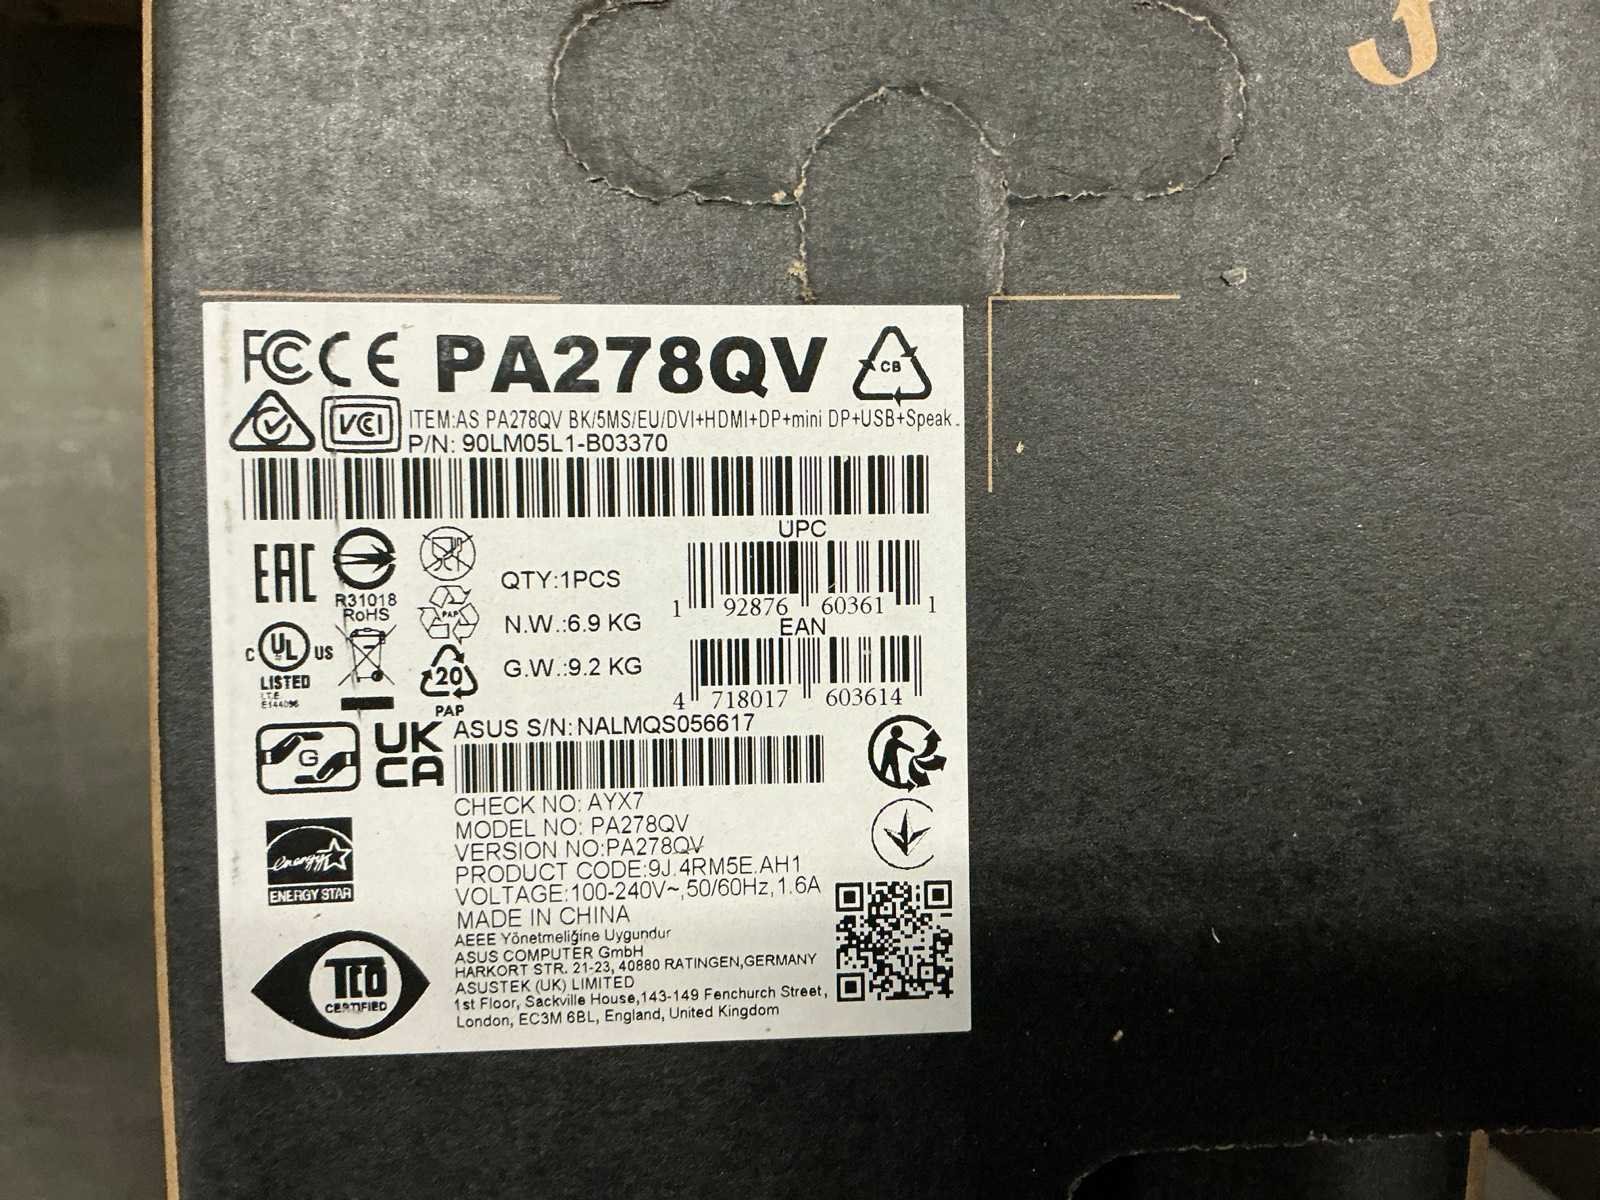 FC CE PA278QV CB
VCCI
ITEM:AS PA278QV BK/5MS/EU/DVI+HDMI+DP+mini DP+USB+Speak.
P/N: 90LM05L1-B03370
UPC
1 92876 60361 1
EAN
4 718017 603614
EAC
R31018
RoHS
PAP
QTY:1PCS
N.W.:6.9 KG
G.W.:9.2 KG
C UL US
LISTED
I.T.E.
E144096
20
PAP
G
UK
CA
ASUS S/N: NALMQS056617
CHECK NO: AYX7
MODEL NO: PA278QV
VERSION NO:PA278QV
PRODUCT CODE:9J.4RM5E.AH1
VOLTAGE:100-240V~,50/60Hz,1.6A
MADE IN CHINA
AEEE Yönetmeliğine Uygundur
ASUS COMPUTER GmbH
HARKORT STR. 21-23, 40880 RATINGEN,GERMANY
ASUSTEK (UK) LIMITED
1st Floor, Sackville House,143-149 Fenchurch Street,
London, EC3M 6BL, England, United Kingdom
energy
ENERGY STAR
TCO
CERTIFIED